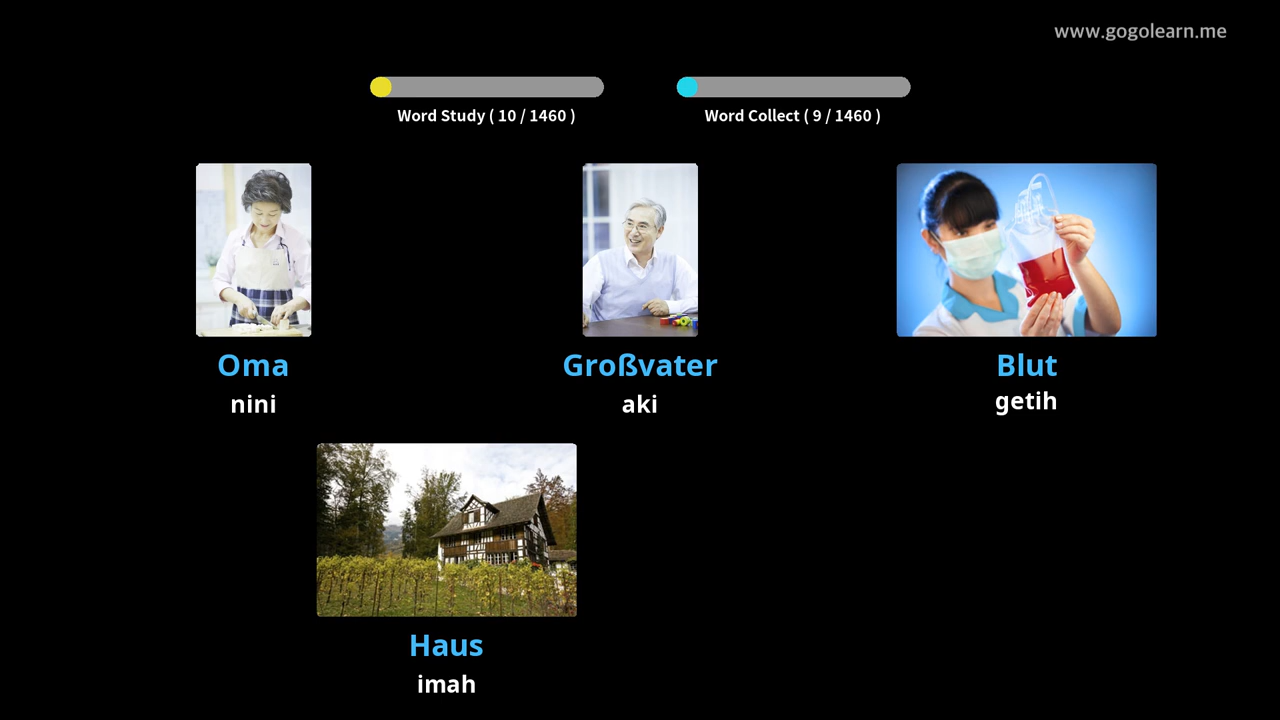 www.gogolearn.me
Word Study ( 10 / 1460 )
Word Collect ( 9 / 1460 )
Oma
nini
Großvater
aki
Blut
getih
Haus
imah